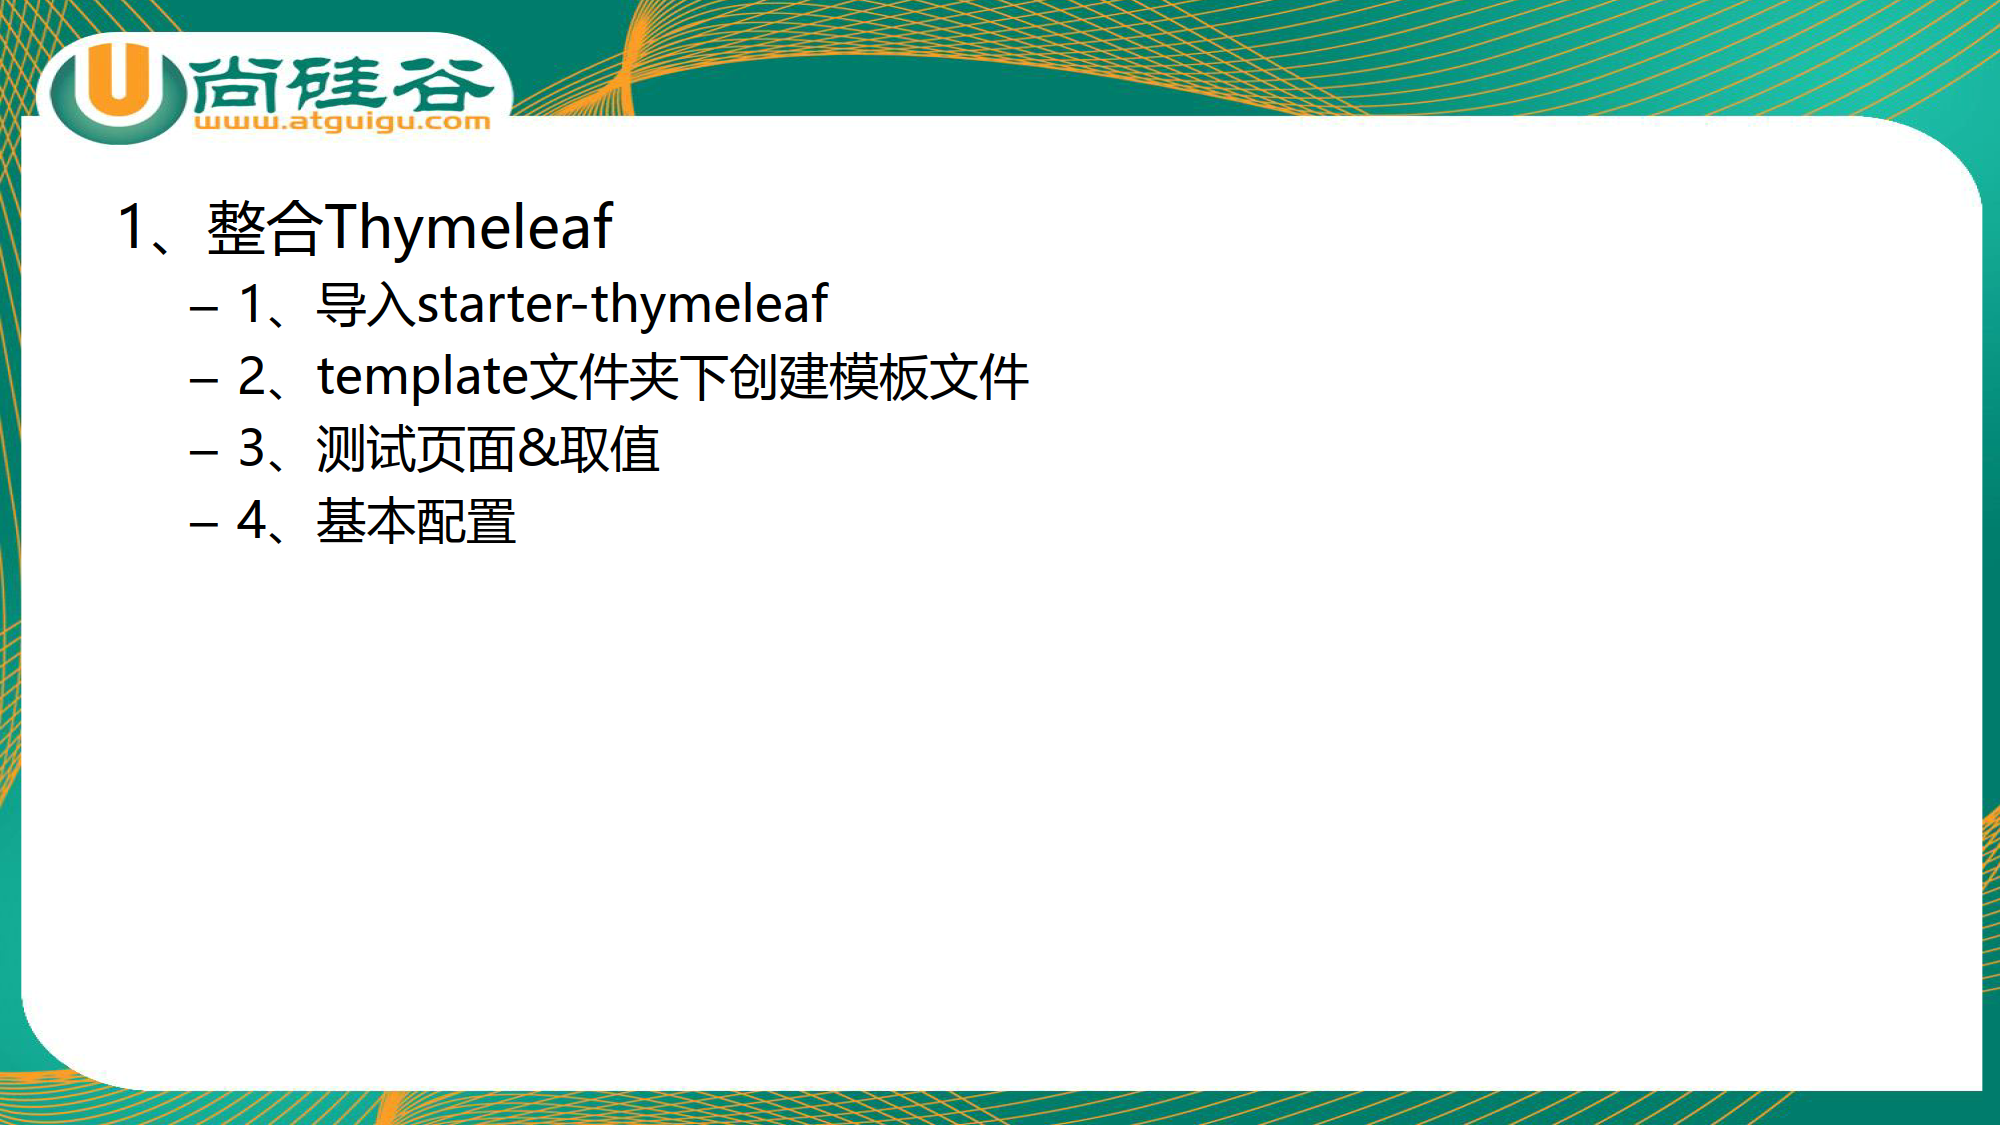 尚硅谷
www.atguigu.com
1、整合Thymeleaf
– 1、导入starter-thymeleaf
– 2、template文件夹下创建模板文件
– 3、测试页面&取值
– 4、基本配置